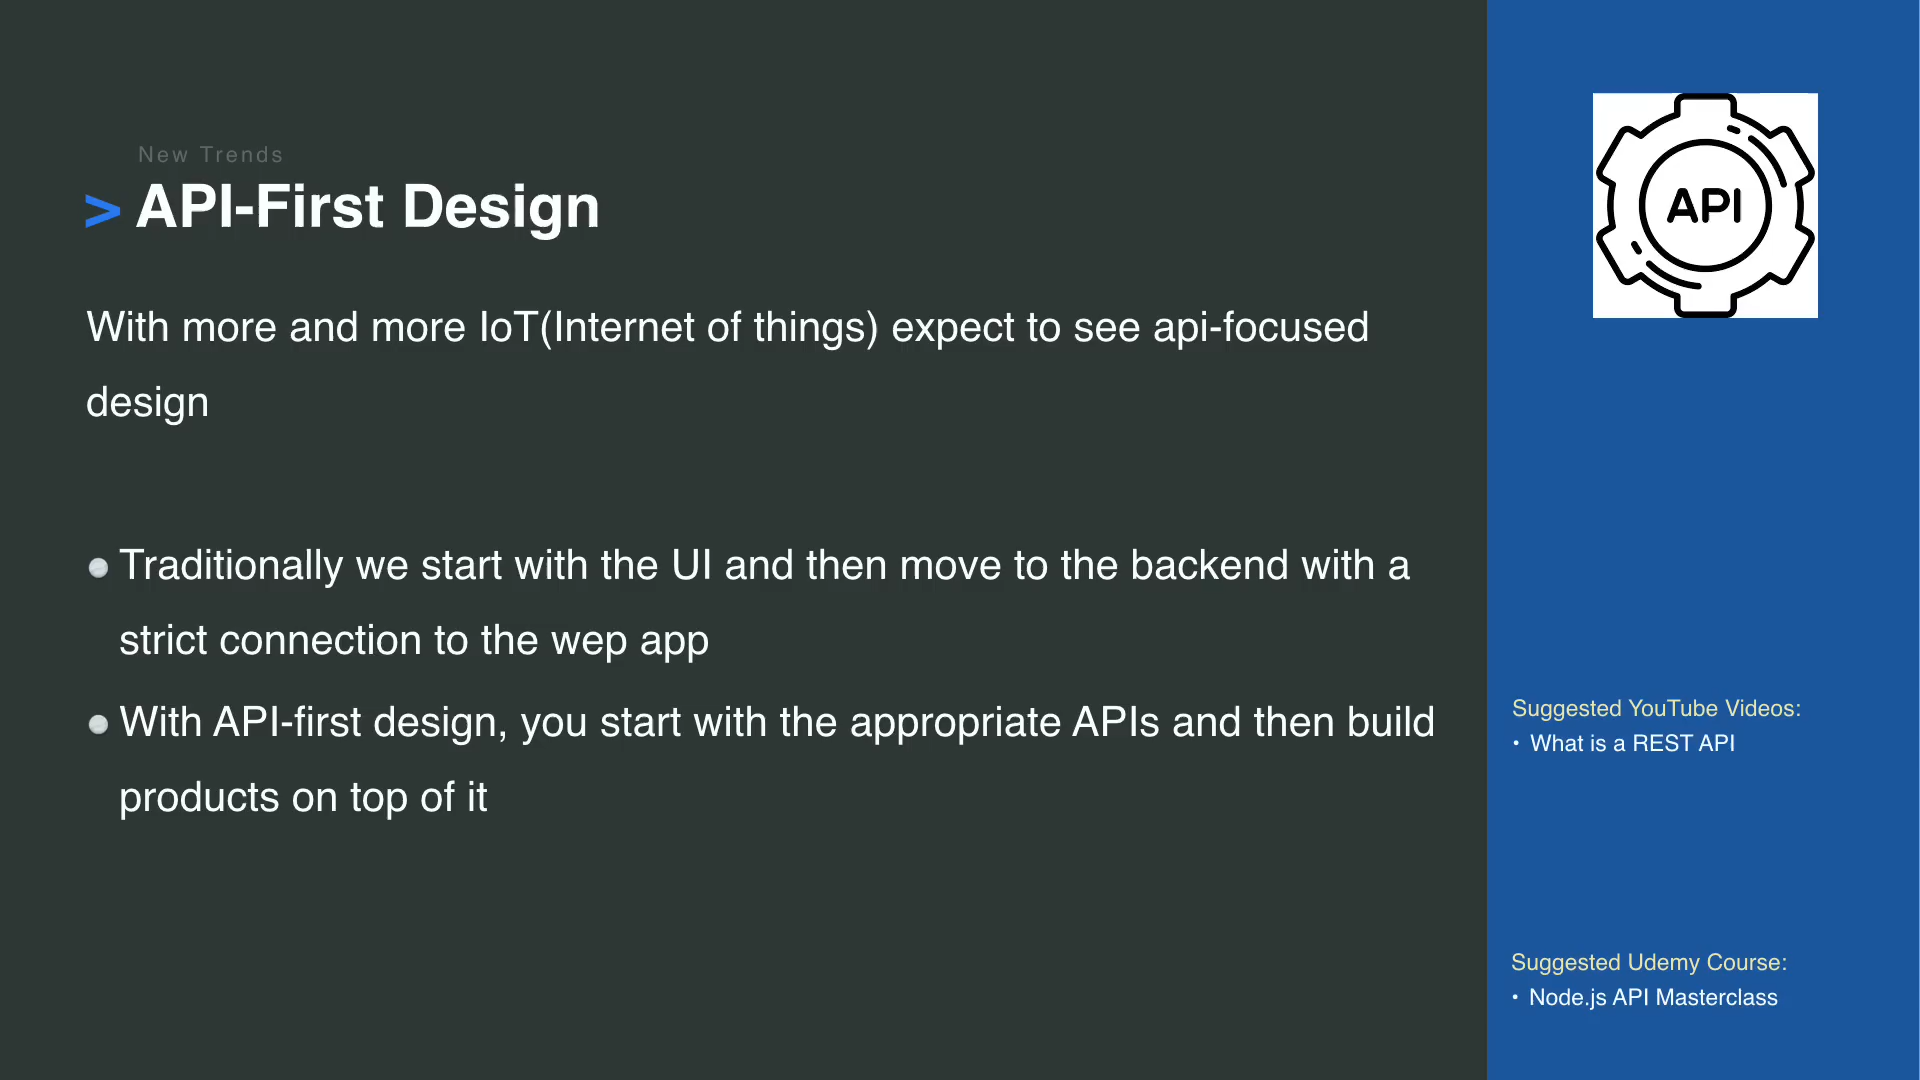 New Trends
> API-First Design
With more and more IoT(Internet of things) expect to see api-focused
design
Traditionally we start with the UI and then move to the backend with a
strict connection to the wep app
With API-first design, you start with the appropriate APIs and then build
products on top of it
API
Suggested YouTube Videos:
• What is a REST API
Suggested Udemy Course:
• Node.js API Masterclass